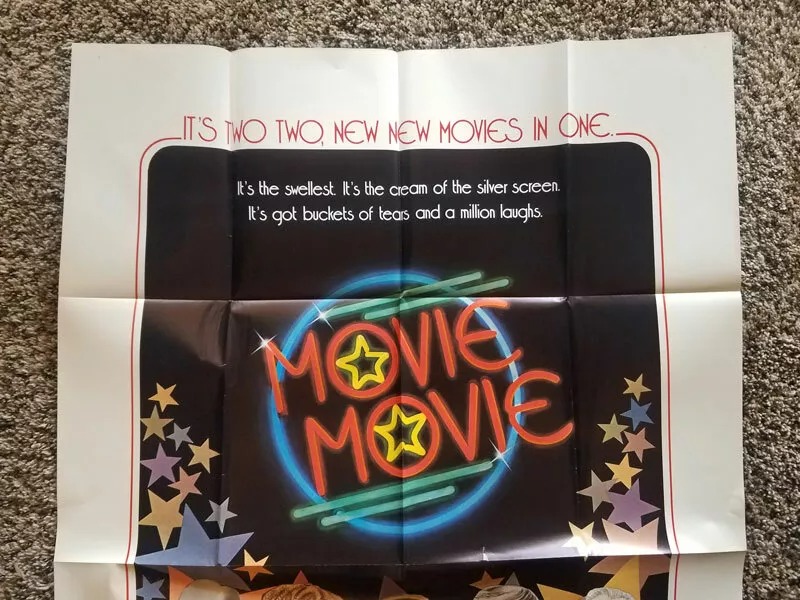 IT'S TWO TWO, NEW NEW MOVIES IN ONE.
It's the swellest. It's the cream of the silver screen.
It's got buckets of tears and a million laughs.
MOVIE
MOVIE